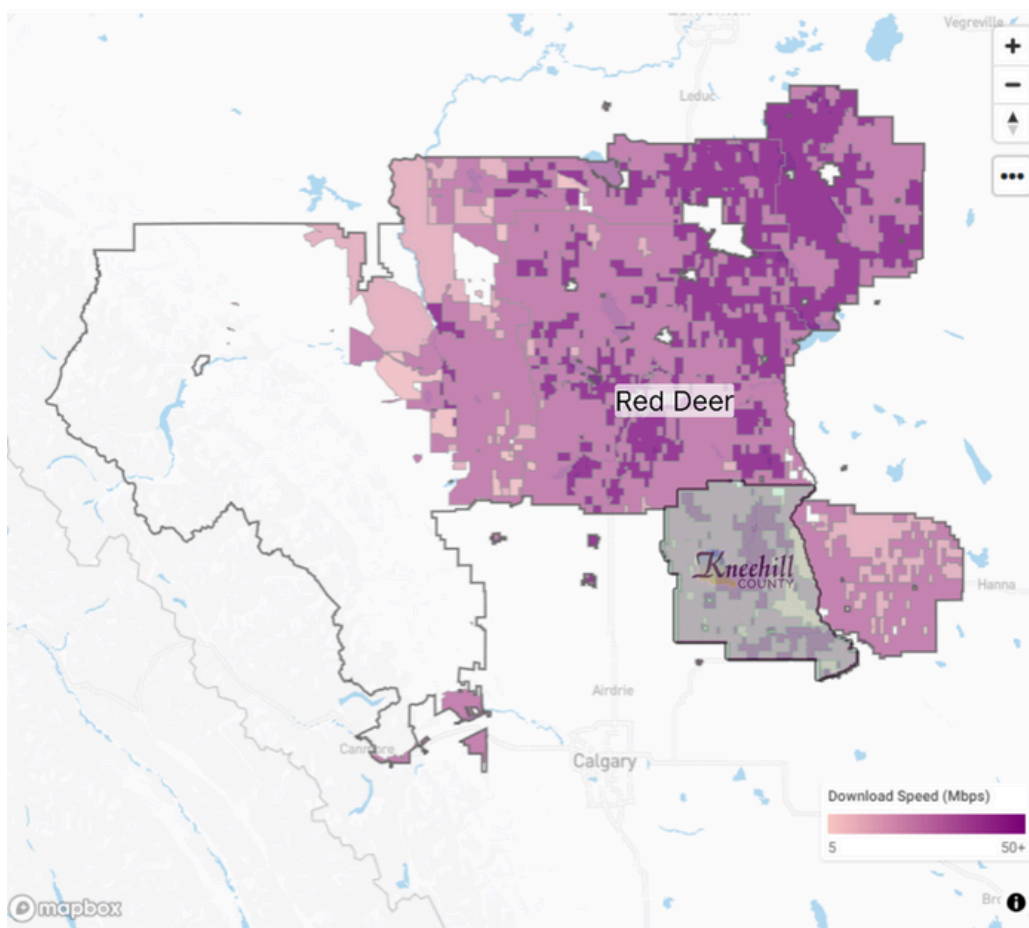 Vegreville
+
−
Leduc
•••
Red Deer
Kneehill
COUNTY
Hanna
Airdrie
Canmore
Calgary
Download Speed (Mbps)
5 50+
mapbox
i